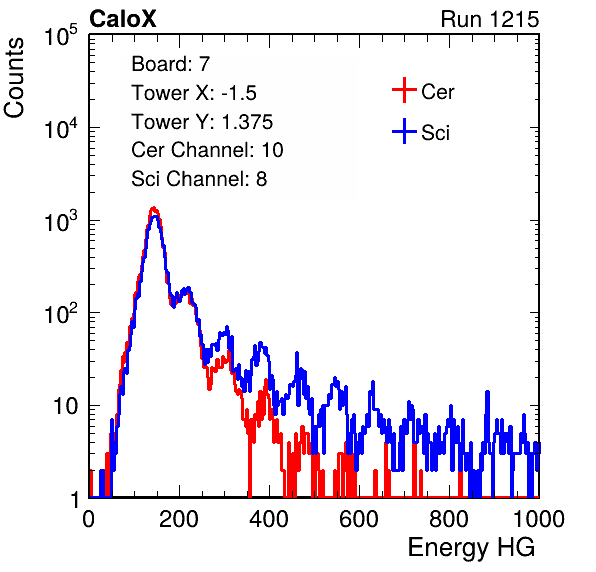 CaloX Run 1215
Counts
10^5
10^4
10^3
10^2
10
1
Board: 7
Tower X: -1.5
Tower Y: 1.375
Cer Channel: 10
Sci Channel: 8
Cer
Sci
0 200 400 600 800 1000
Energy HG